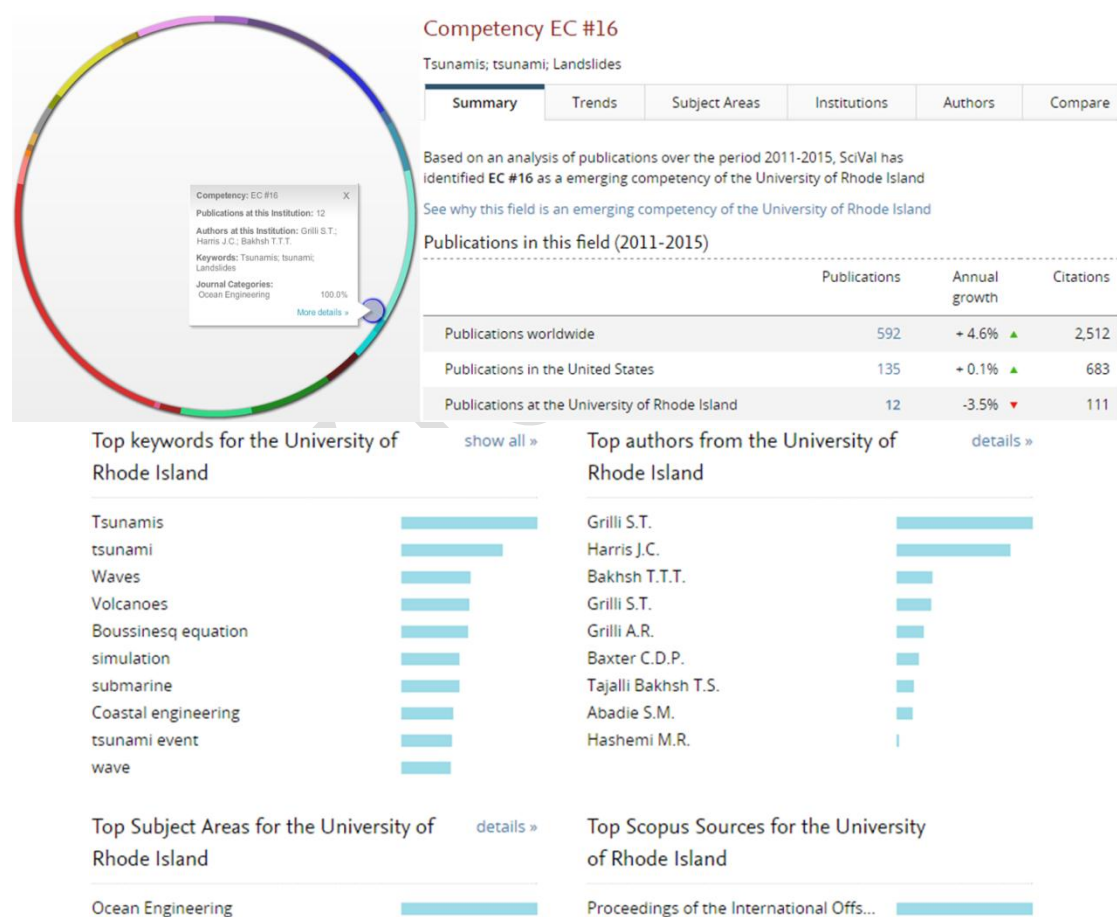 Competency EC #16
Tsunamis; tsunami; Landslides
Summary Trends Subject Areas Institutions Authors Compare
Based on an analysis of publications over the period 2011-2015, SciVal has
identified EC #16 as a emerging competency of the University of Rhode Island
See why this field is an emerging competency of the University of Rhode Island
Publications in this field (2011-2015)
Publications Annual growth Citations
Publications worldwide 592 + 4.6% ▲ 2,512
Publications in the United States 135 + 0.1% ▲ 683
Publications at the University of Rhode Island 12 -3.5% ▼ 111
Competency: EC #16 X
Publications at this Institution: 12
Authors at this Institution: Grilli S.T.;
Harris J.C.; Bakhsh T.T.T.
Keywords: Tsunamis; tsunami;
Landslides
Journal Categories:
Ocean Engineering 100.0%
More details »
Top keywords for the University of
Rhode Island
show all »
Tsunamis
tsunami
Waves
Volcanoes
Boussinesq equation
simulation
submarine
Coastal engineering
tsunami event
wave
Top authors from the University of
Rhode Island
details »
Grilli S.T.
Harris J.C.
Bakhsh T.T.T.
Grilli S.T.
Grilli A.R.
Baxter C.D.P.
Tajalli Bakhsh T.S.
Abadie S.M.
Hashemi M.R.
Top Subject Areas for the University of
Rhode Island
details »
Ocean Engineering
Top Scopus Sources for the University
of Rhode Island
Proceedings of the International Offs...